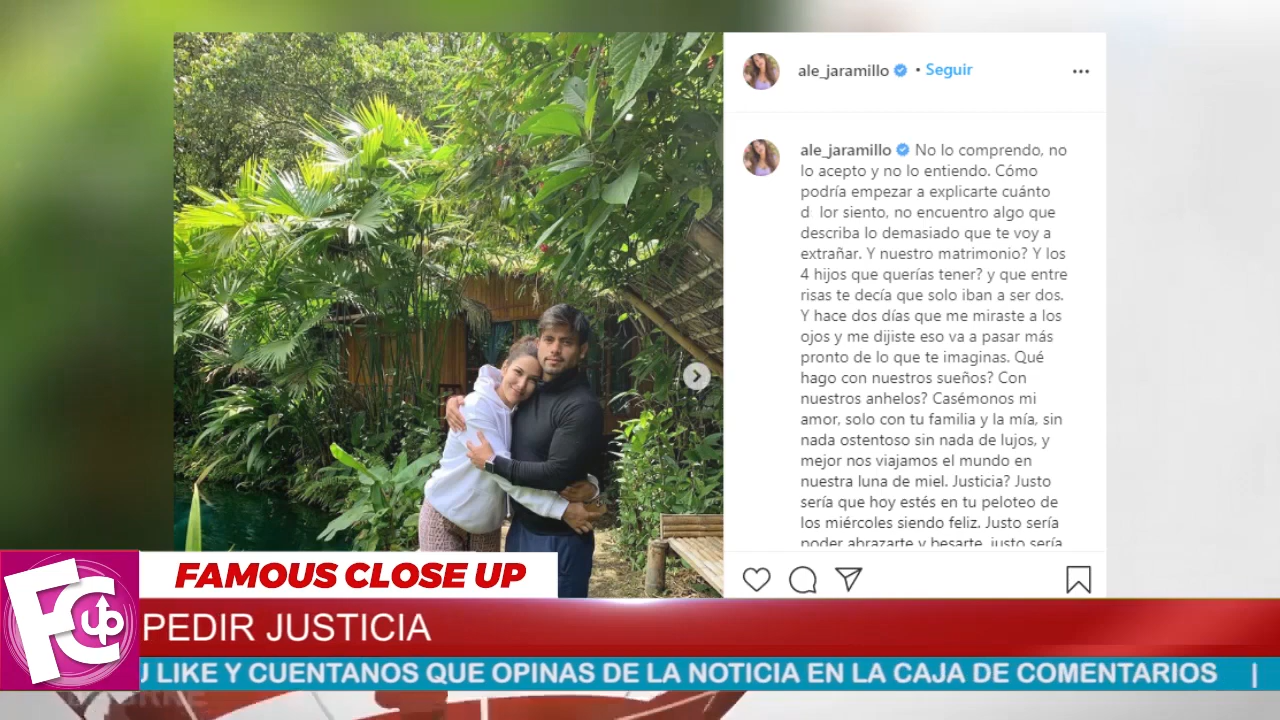 ale_jaramillo • Seguir
ale_jaramillo No lo comprendo, no
lo acepto y no lo entiendo. Cómo
podría empezar a explicarte cuánto
d lor siento, no encuentro algo que
describa lo demasiado que te voy a
extrañar. Y nuestro matrimonio? Y los
4 hijos que querías tener? y que entre
risas te decía que solo iban a ser dos.
Y hace dos días que me miraste a los
ojos y me dijiste eso va a pasar más
pronto de lo que te imaginas. Qué
hago con nuestros sueños? Con
nuestros anhelos? Casémonos mi
amor, solo con tu familia y la mía, sin
nada ostentoso sin nada de lujos, y
mejor nos viajamos el mundo en
nuestra luna de miel. Justicia? Justo
sería que hoy estés en tu peloteo de
los miércoles siendo feliz. Justo sería
poder abrazarte y besarte, justo sería
FAMOUS CLOSE UP
FC up
PEDIR JUSTICIA
U LIKE Y CUENTANOS QUE OPINAS DE LA NOTICIA EN LA CAJA DE COMENTARIOS |